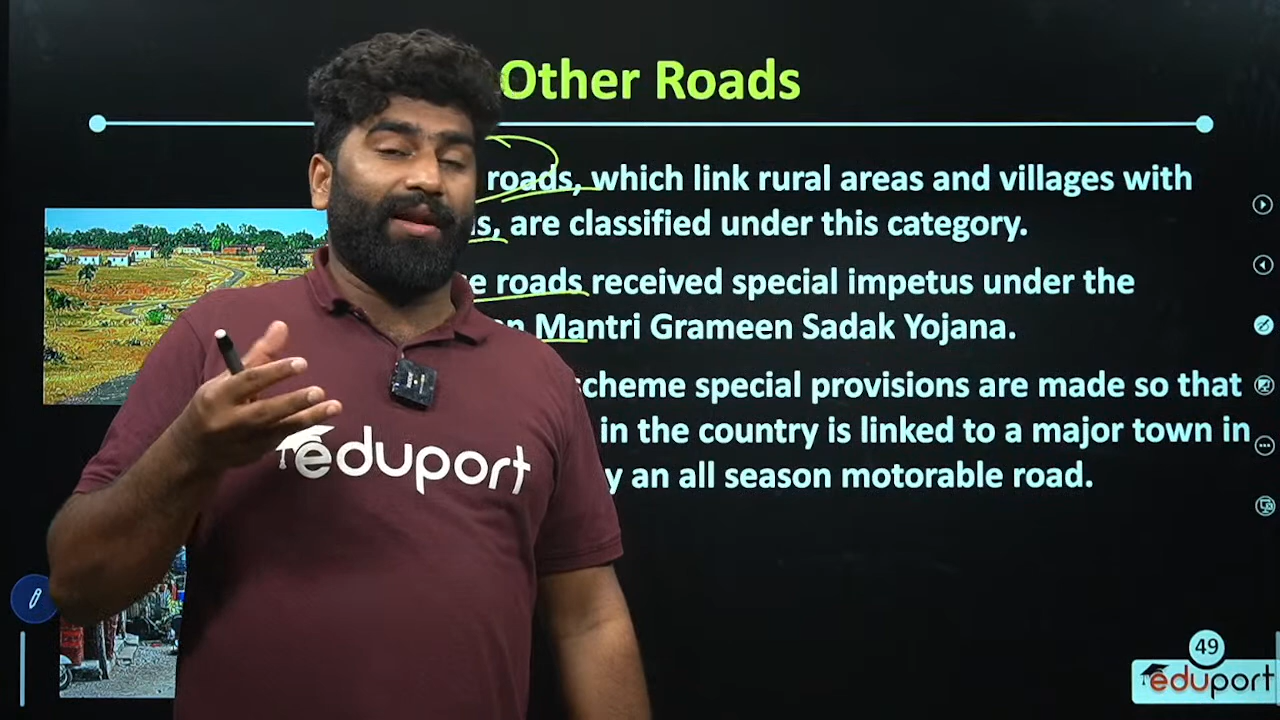 Other Roads
roads, which link rural areas and villages with
are classified under this category.
roads received special impetus under the
Mantri Grameen Sadak Yojana.
scheme special provisions are made so that
in the country is linked to a major town in
an all season motorable road.
eduport
49
eduport